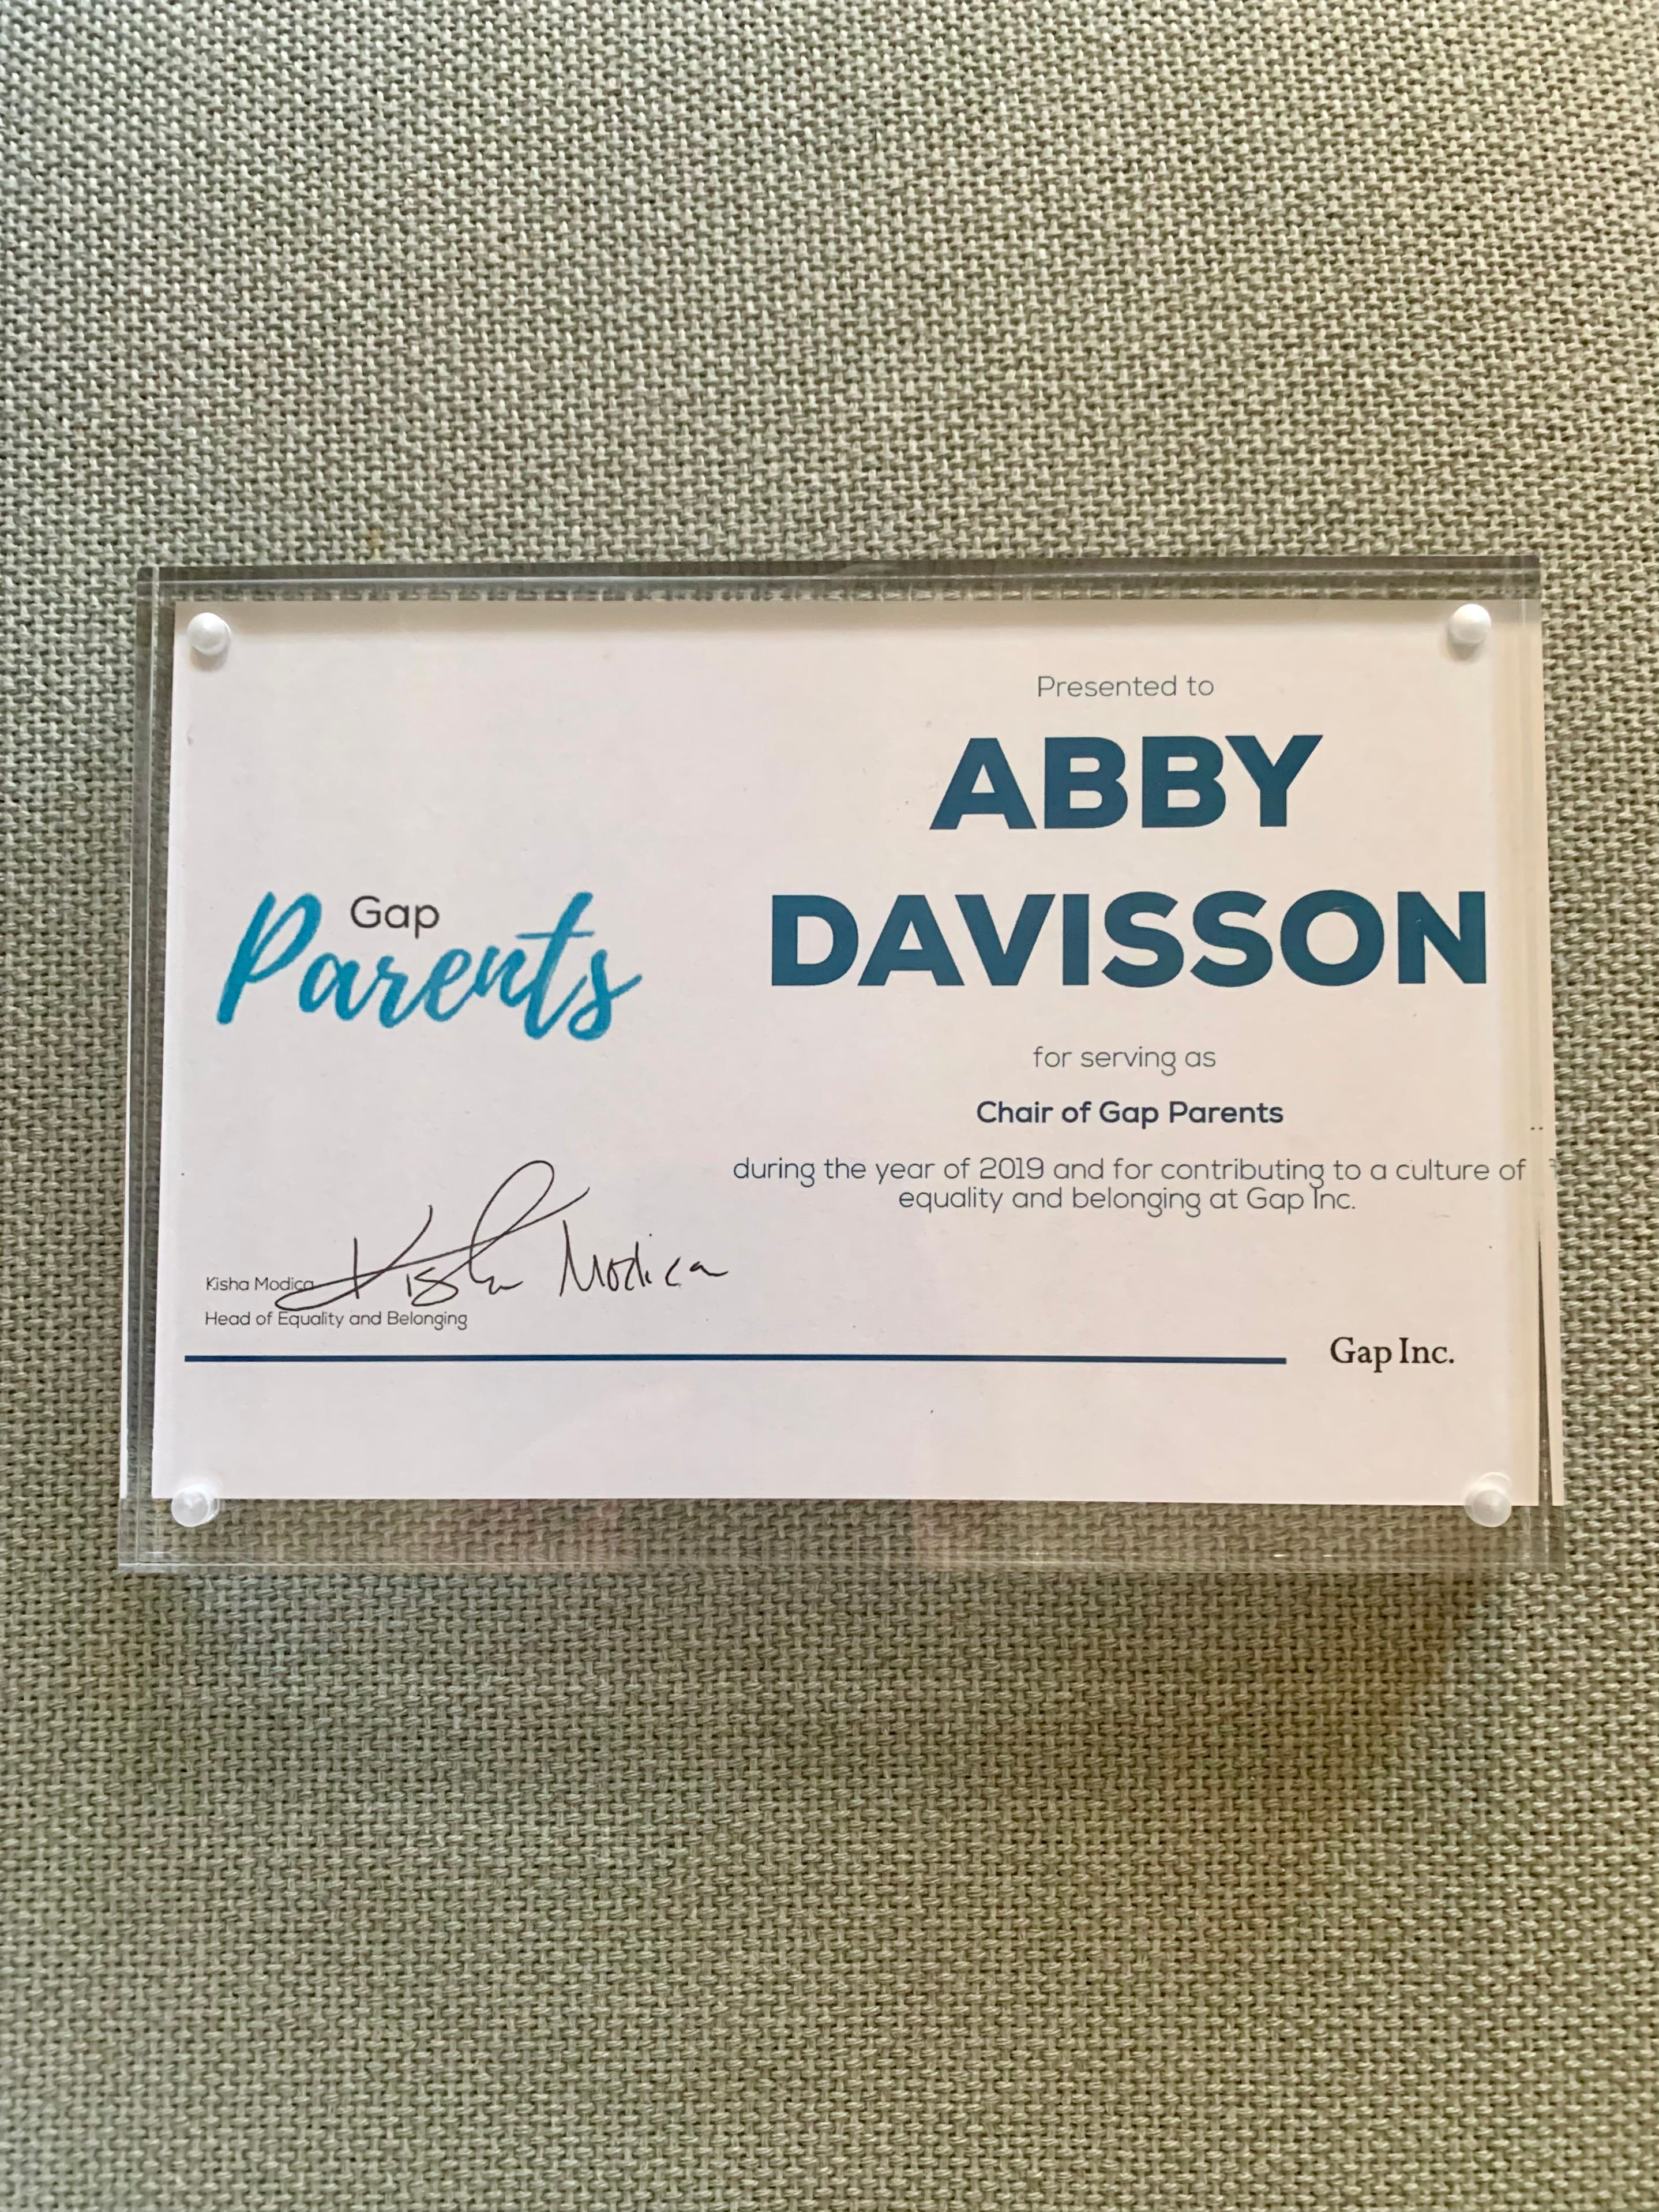 Gap
Parents
Presented to
ABBY
DAVISSON
for serving as
Chair of Gap Parents
during the year of 2019 and for contributing to a culture of
equality and belonging at Gap Inc.
Kisha Modica
Kisha Modica
Head of Equality and Belonging
Gap Inc.